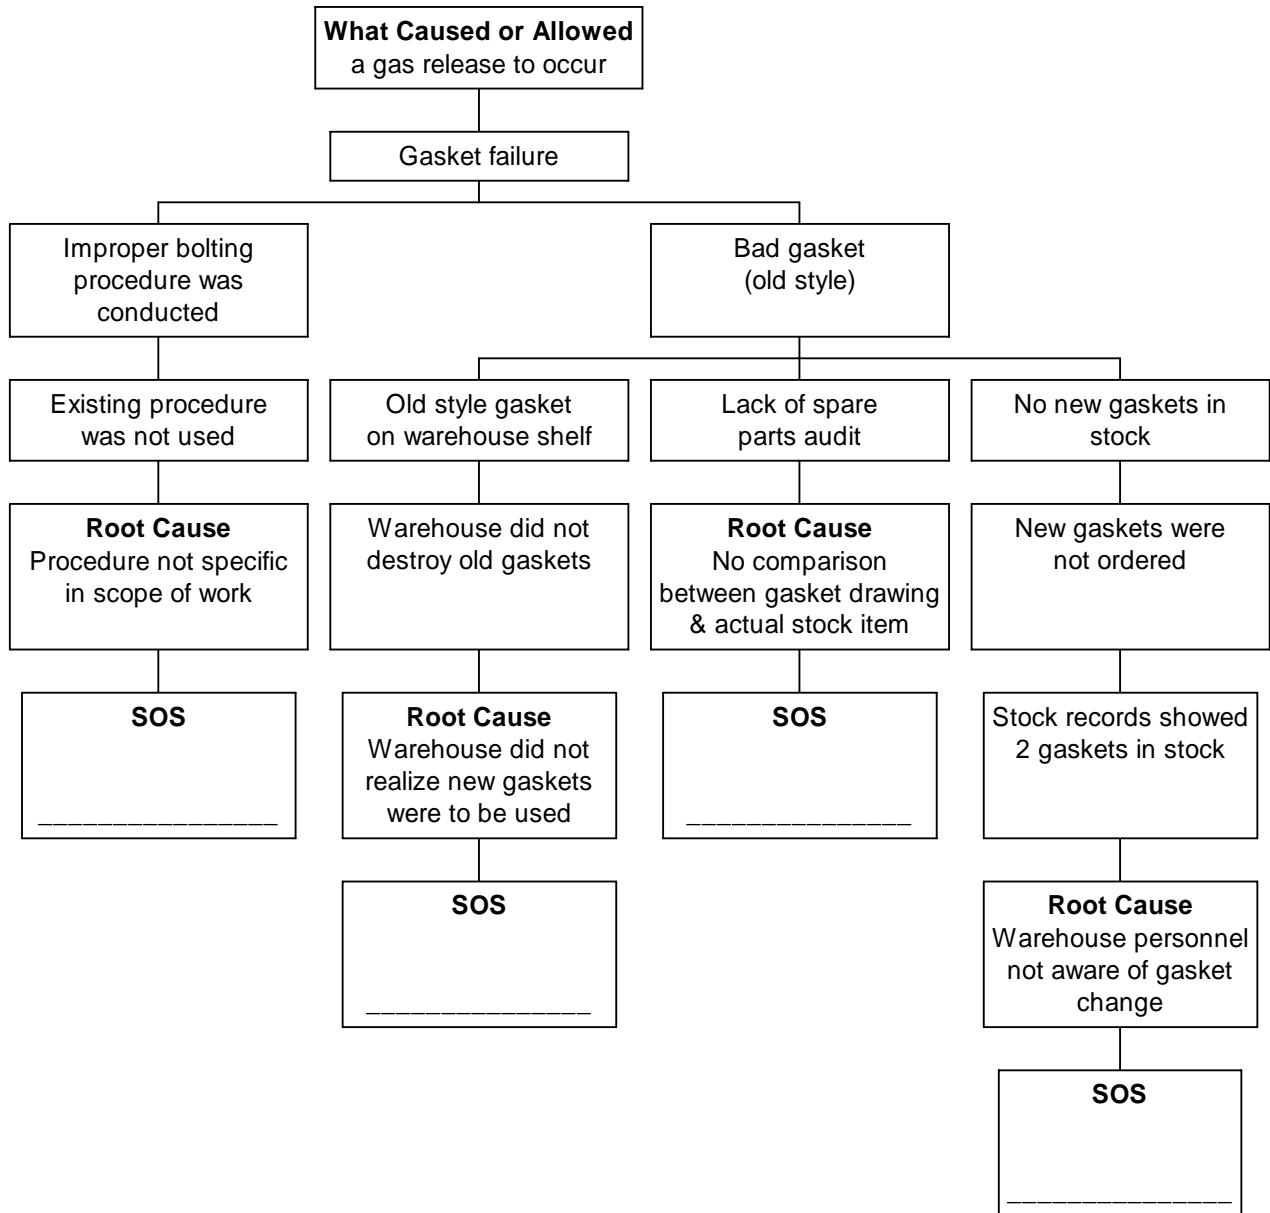 What Caused or Allowed
a gas release to occur
Gasket failure
Improper bolting
procedure was
conducted
Bad gasket
(old style)
Existing procedure
was not used
Old style gasket
on warehouse shelf
Lack of spare
parts audit
No new gaskets in
stock
Root Cause
Procedure not specific
in scope of work
Warehouse did not
destroy old gaskets
Root Cause
No comparison
between gasket drawing
& actual stock item
New gaskets were
not ordered
SOS
________________
Root Cause
Warehouse did not
realize new gaskets
were to be used
SOS
_______________
Stock records showed
2 gaskets in stock
SOS
_______________
Root Cause
Warehouse personnel
not aware of gasket
change
SOS
_______________